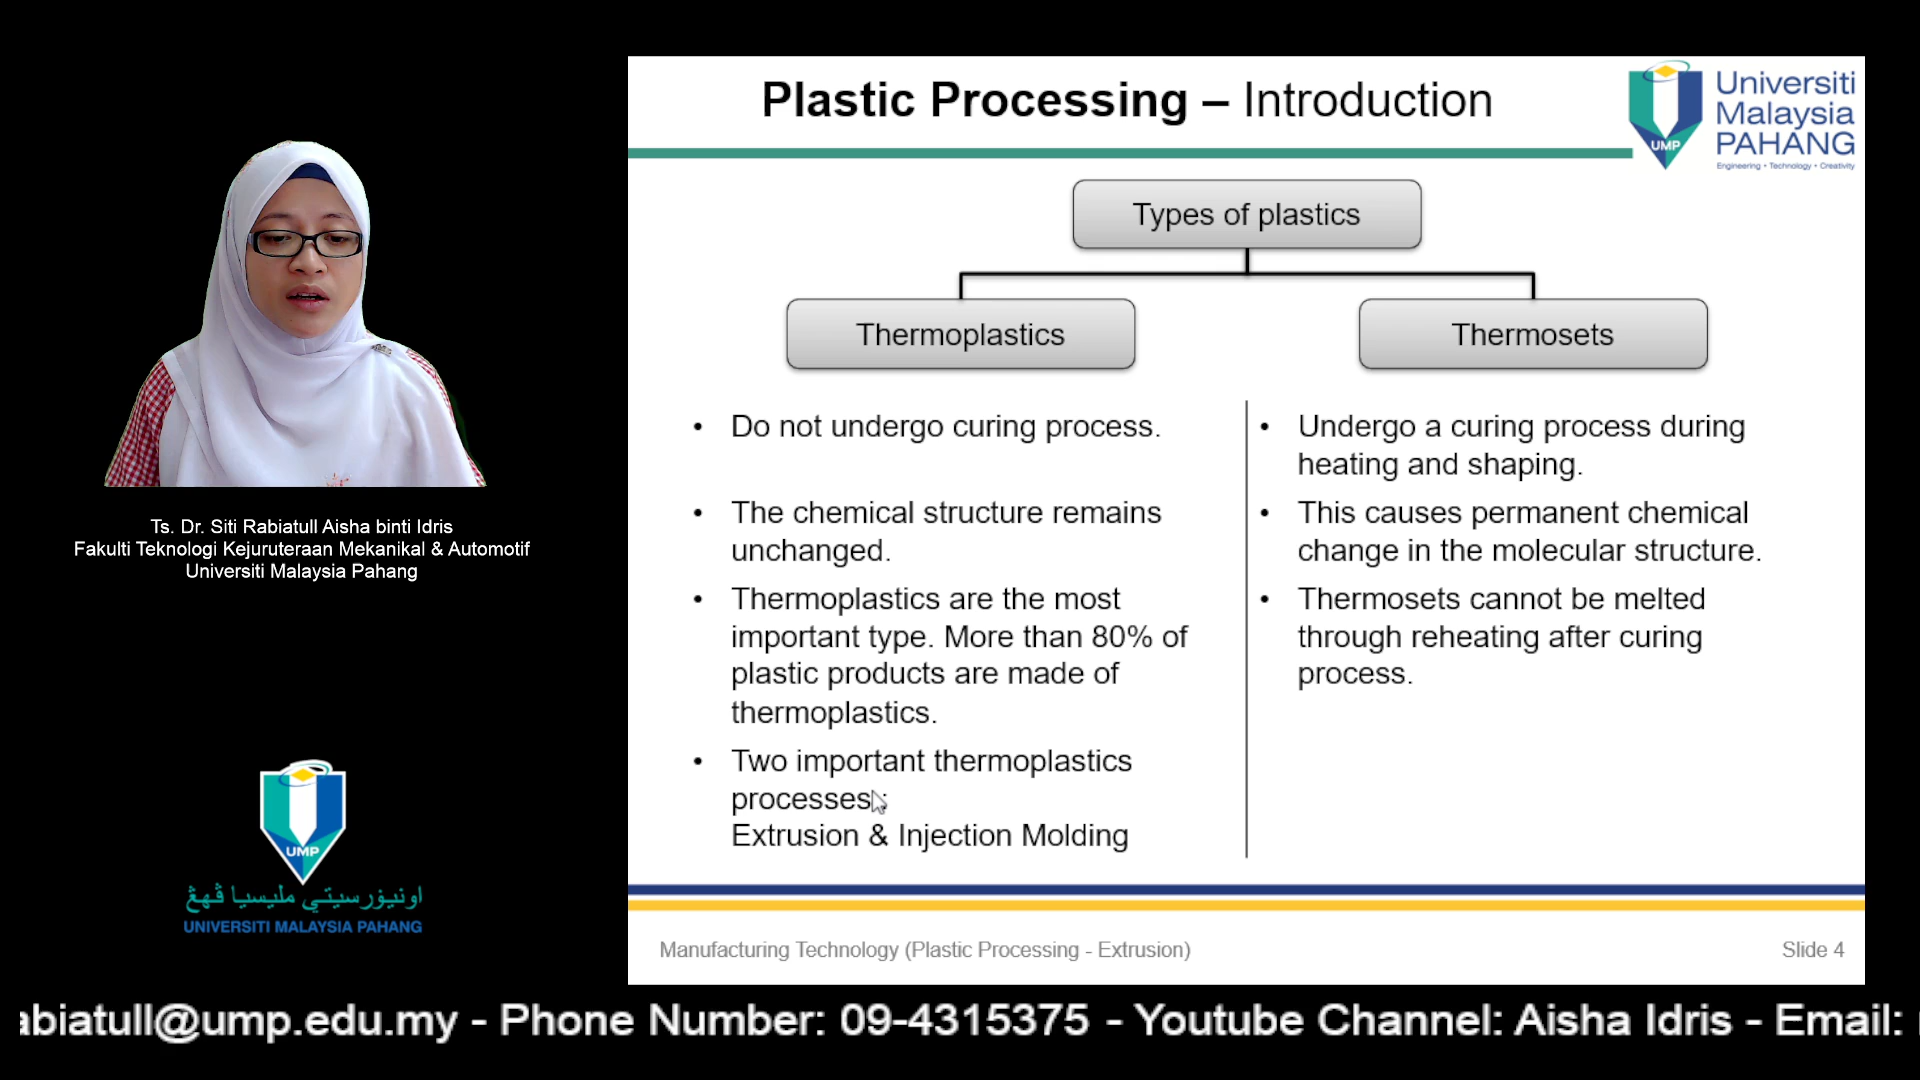 Plastic Processing – Introduction
Universiti
Malaysia
PAHANG
Engineering • Technology • Creativity
UMP
Types of plastics
Thermoplastics
Thermosets
• Do not undergo curing process.
• The chemical structure remains
unchanged.
• Thermoplastics are the most
important type. More than 80% of
plastic products are made of
thermoplastics.
• Two important thermoplastics
processes:
Extrusion & Injection Molding
• Undergo a curing process during
heating and shaping.
• This causes permanent chemical
change in the molecular structure.
• Thermosets cannot be melted
through reheating after curing
process.
Manufacturing Technology (Plastic Processing - Extrusion)
Slide 4
Ts. Dr. Siti Rabiatull Aisha binti Idris
Fakulti Teknologi Kejuruteraan Mekanikal & Automotif
Universiti Malaysia Pahang
UMP
اونيۏرسيتي مليسيا ڤهڠ
UNIVERSITI MALAYSIA PAHANG
abiatull@ump.edu.my - Phone Number: 09-4315375 - Youtube Channel: Aisha Idris - Email: